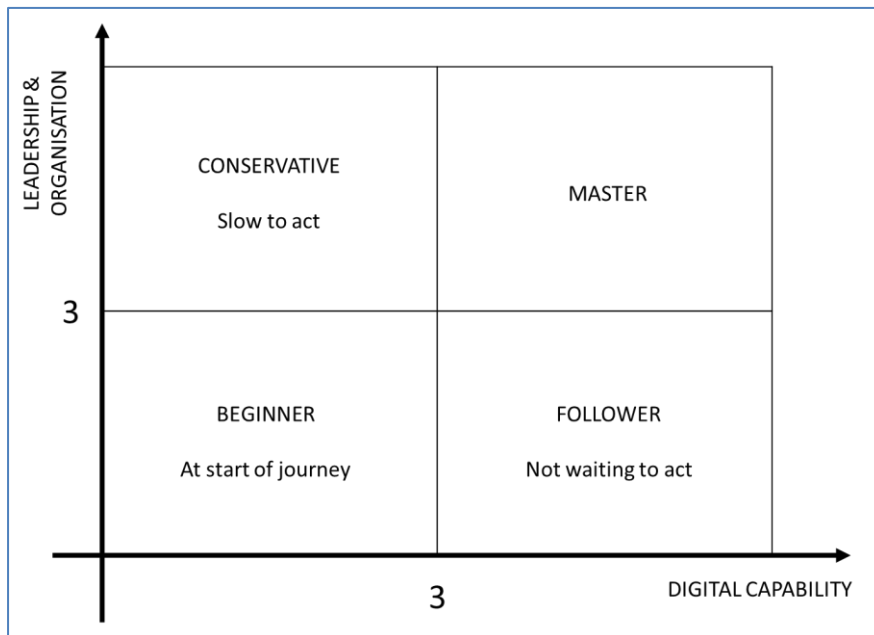 LEADERSHIP &
ORGANISATION
CONSERVATIVE
Slow to act
MASTER
3
BEGINNER
At start of journey
FOLLOWER
Not waiting to act
3
DIGITAL CAPABILITY